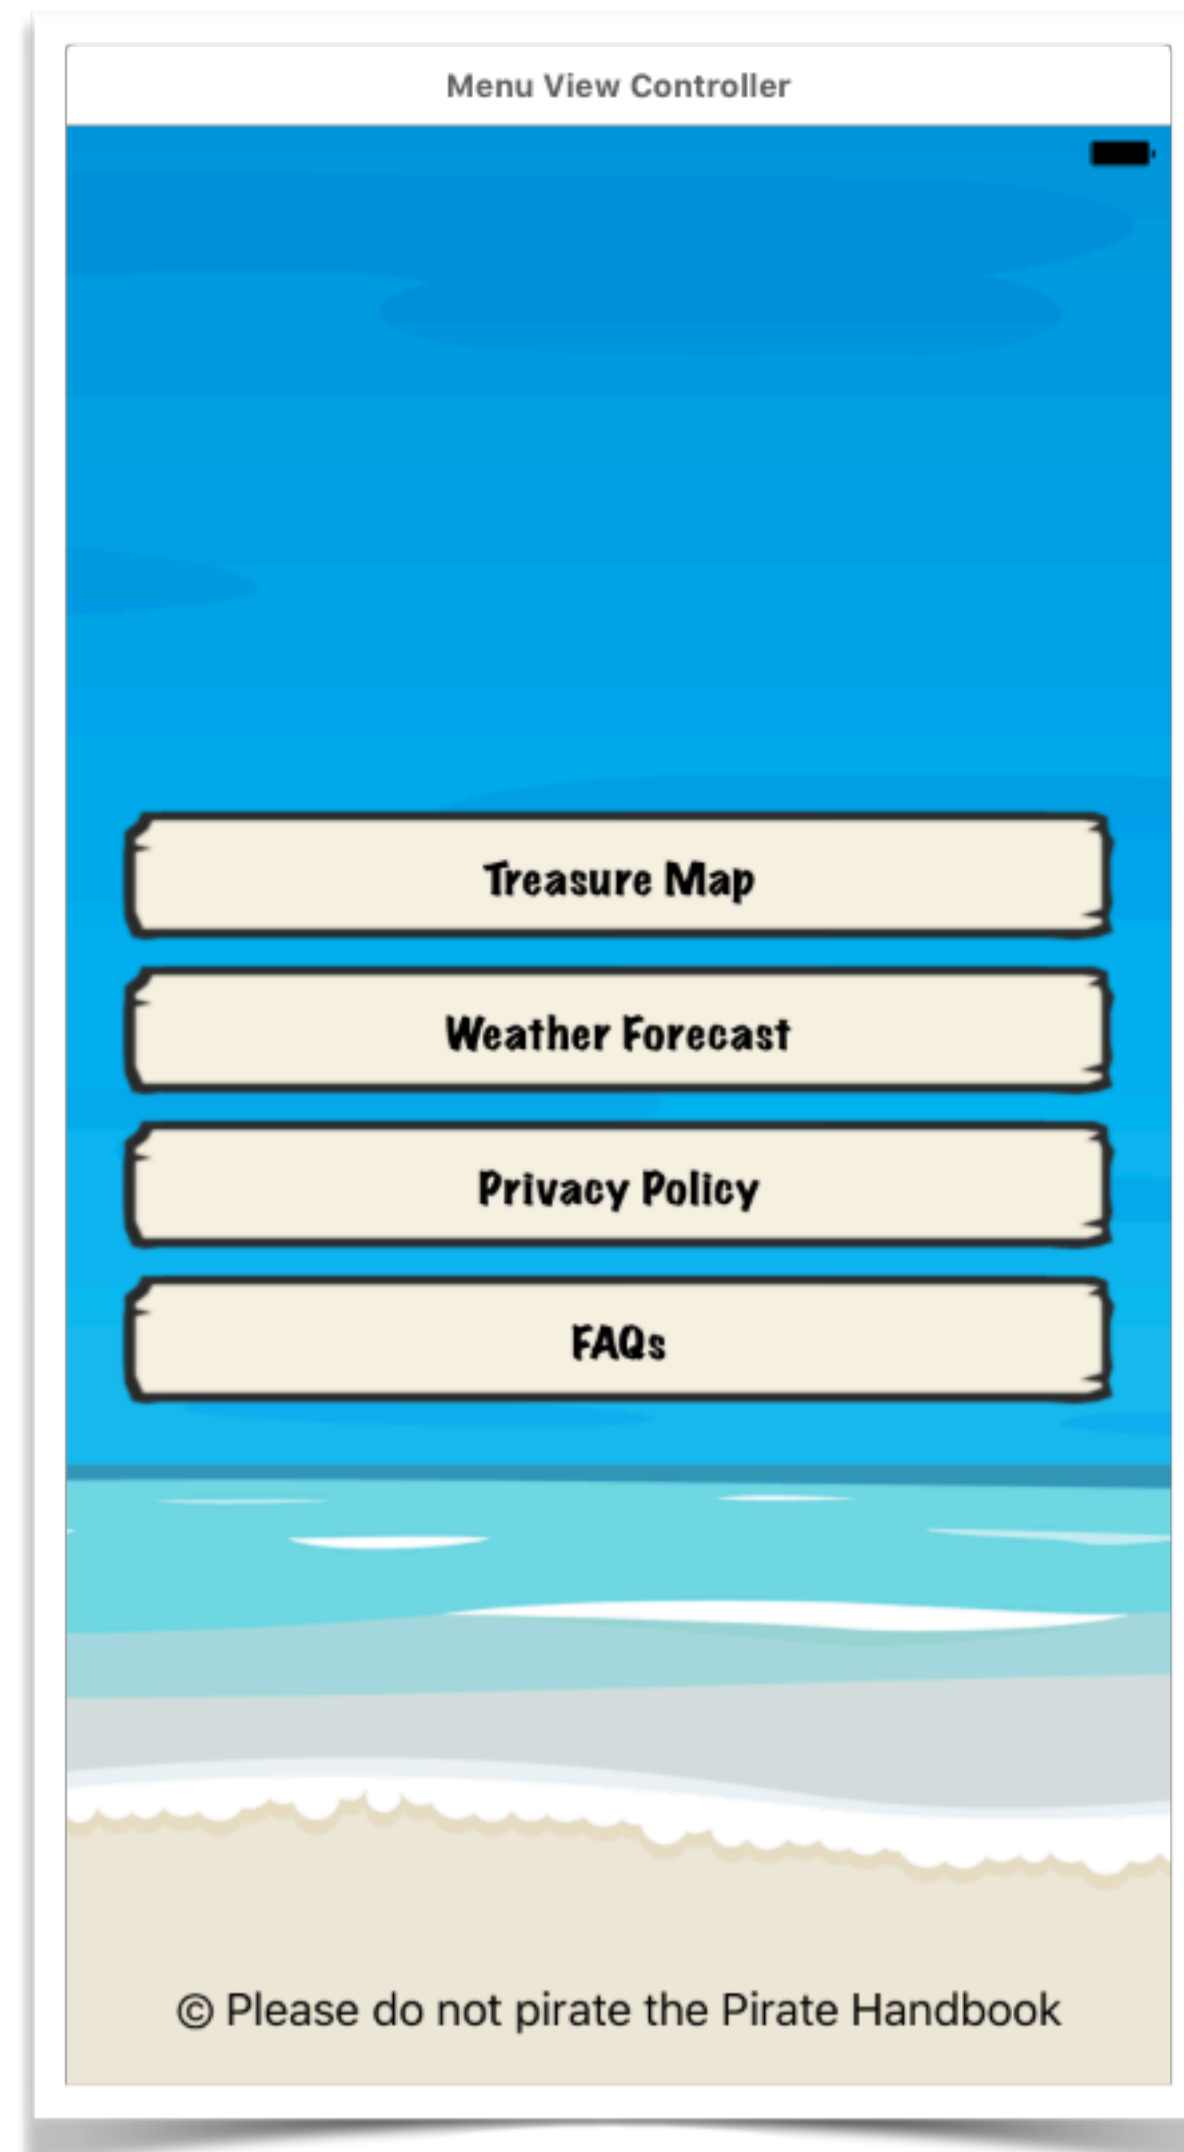 Menu View Controller
Treasure Map
Weather Forecast
Privacy Policy
FAQs
© Please do not pirate the Pirate Handbook